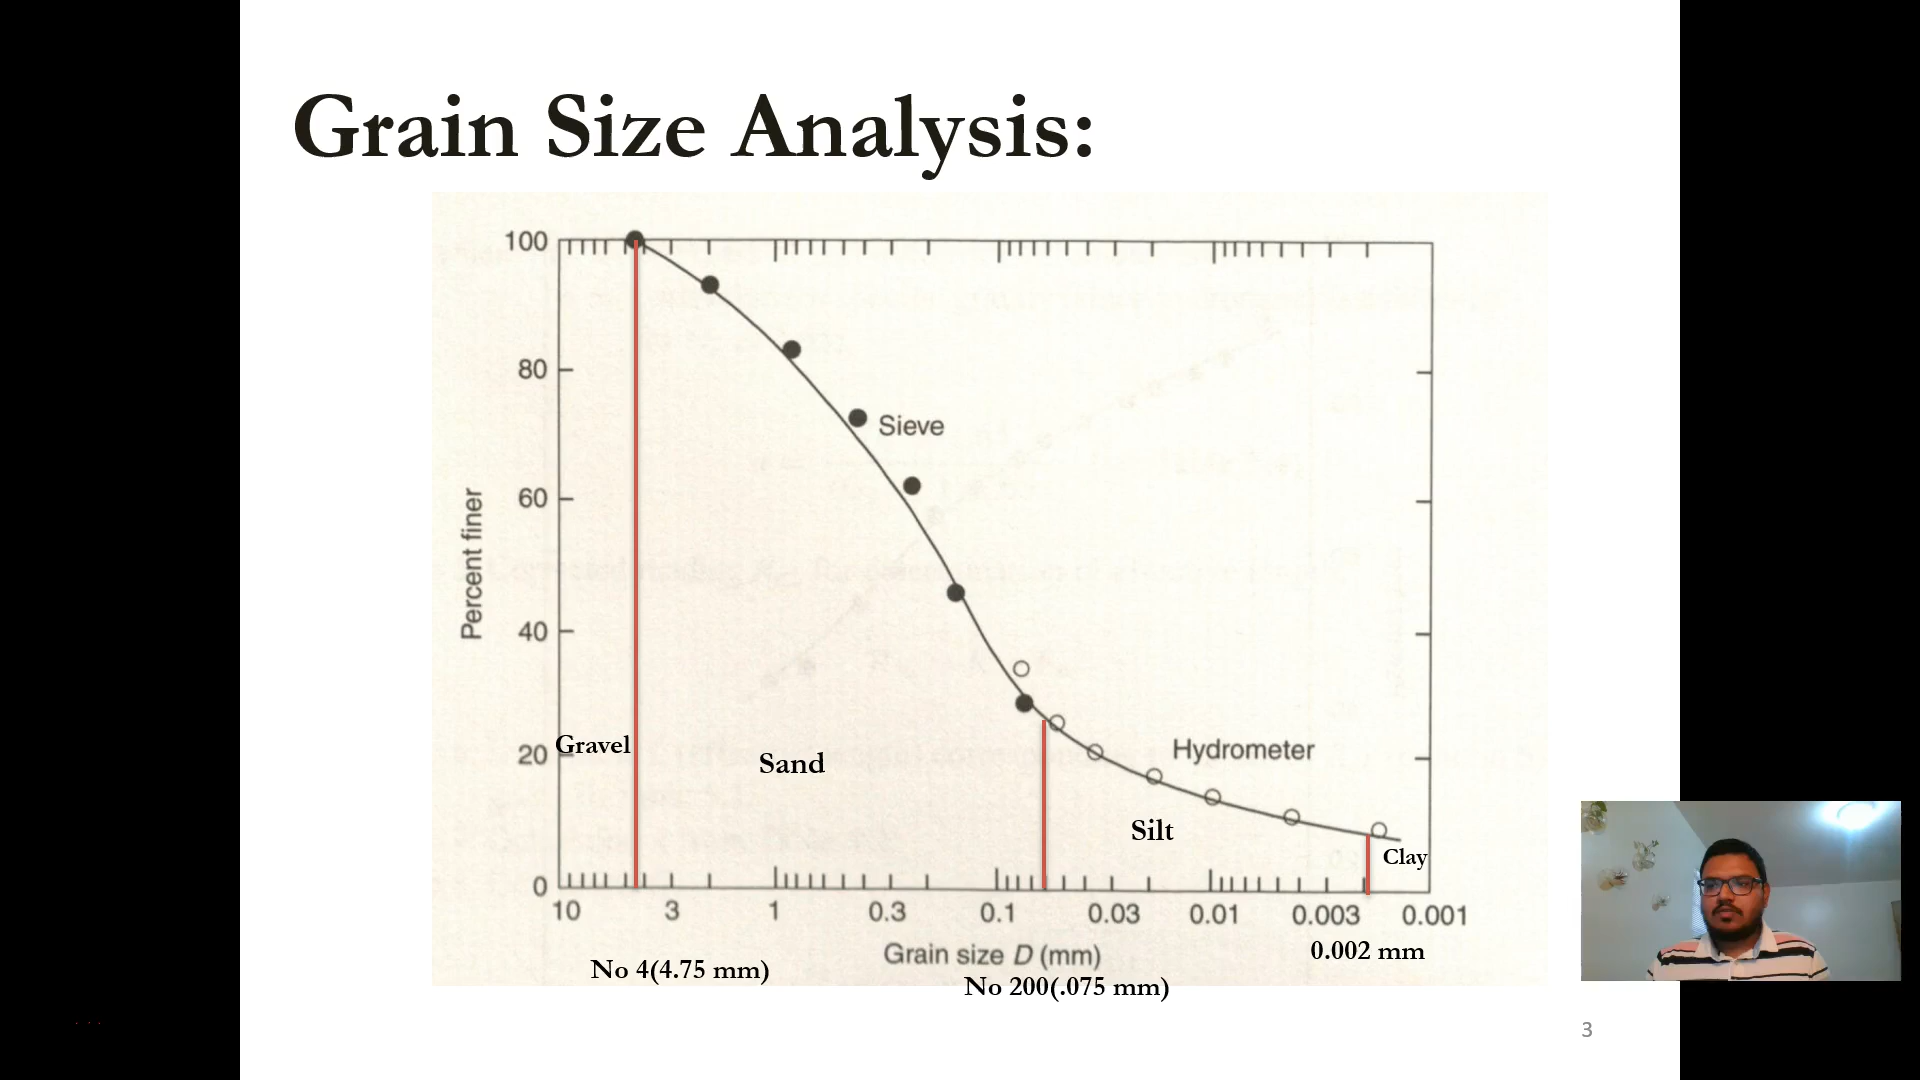 Grain Size Analysis:
100
80
60
40
20
0
Percent finer
Sieve
Hydrometer
Gravel
Sand
Silt
Clay
10 3 1 0.3 0.1 0.03 0.01 0.003 0.001
Grain size D (mm)
0.002 mm
No 4(4.75 mm)
No 200(.075 mm)
3